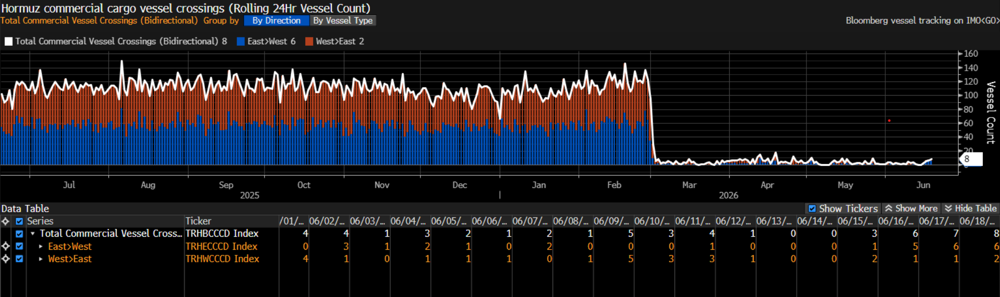 Hormuz commercial cargo vessel crossings (Rolling 24Hr Vessel Count)
Total Commercial Vessel Crossings (Bidirectional) Group by By Direction By Vessel Type
Bloomberg vessel tracking on IMO<GO>
Total Commercial Vessel Crossings (Bidirectional) 8 East>West 6 West>East 2
160
140
120
100
80
60
40
20
8
Vessel Count
Jul Aug Sep Oct Nov Dec Jan Feb Mar Apr May Jun
2025 2026
Data Table Show Tickers Show More Hide Table
Series Ticker /01/... 06/02/... 06/03/... 06/04/... 06/05/... 06/06/... 06/07/... 06/08/... 06/09/... 06/10/... 06/11/... 06/12/... 06/13/... 06/14/... 06/15/... 06/16/... 06/17/... 06/18/...
Total Commercial Vessel Cross... TRHBCCCD Index 4 4 1 3 2 1 2 1 5 3 4 1 0 0 3 6 7 8
East>West TRHECCCD Index 0 3 1 2 1 0 2 0 0 0 1 0 0 0 1 5 6 6
West>East TRHWCCCD Index 4 1 0 1 1 1 0 1 5 3 3 1 0 0 2 1 1 2